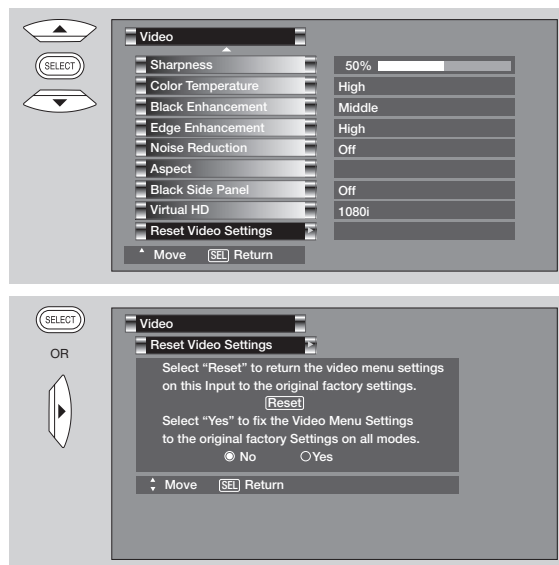 SELECT
Video
Sharpness 50%
Color Temperature High
Black Enhancement Middle
Edge Enhancement High
Noise Reduction Off
Aspect
Black Side Panel Off
Virtual HD 1080i
Reset Video Settings
Move SEL Return
SELECT
OR
Video
Reset Video Settings
Select “Reset” to return the video menu settings
on this Input to the original factory settings.
Reset
Select “Yes” to fix the Video Menu Settings
to the original factory Settings on all modes.
No Yes
Move SEL Return